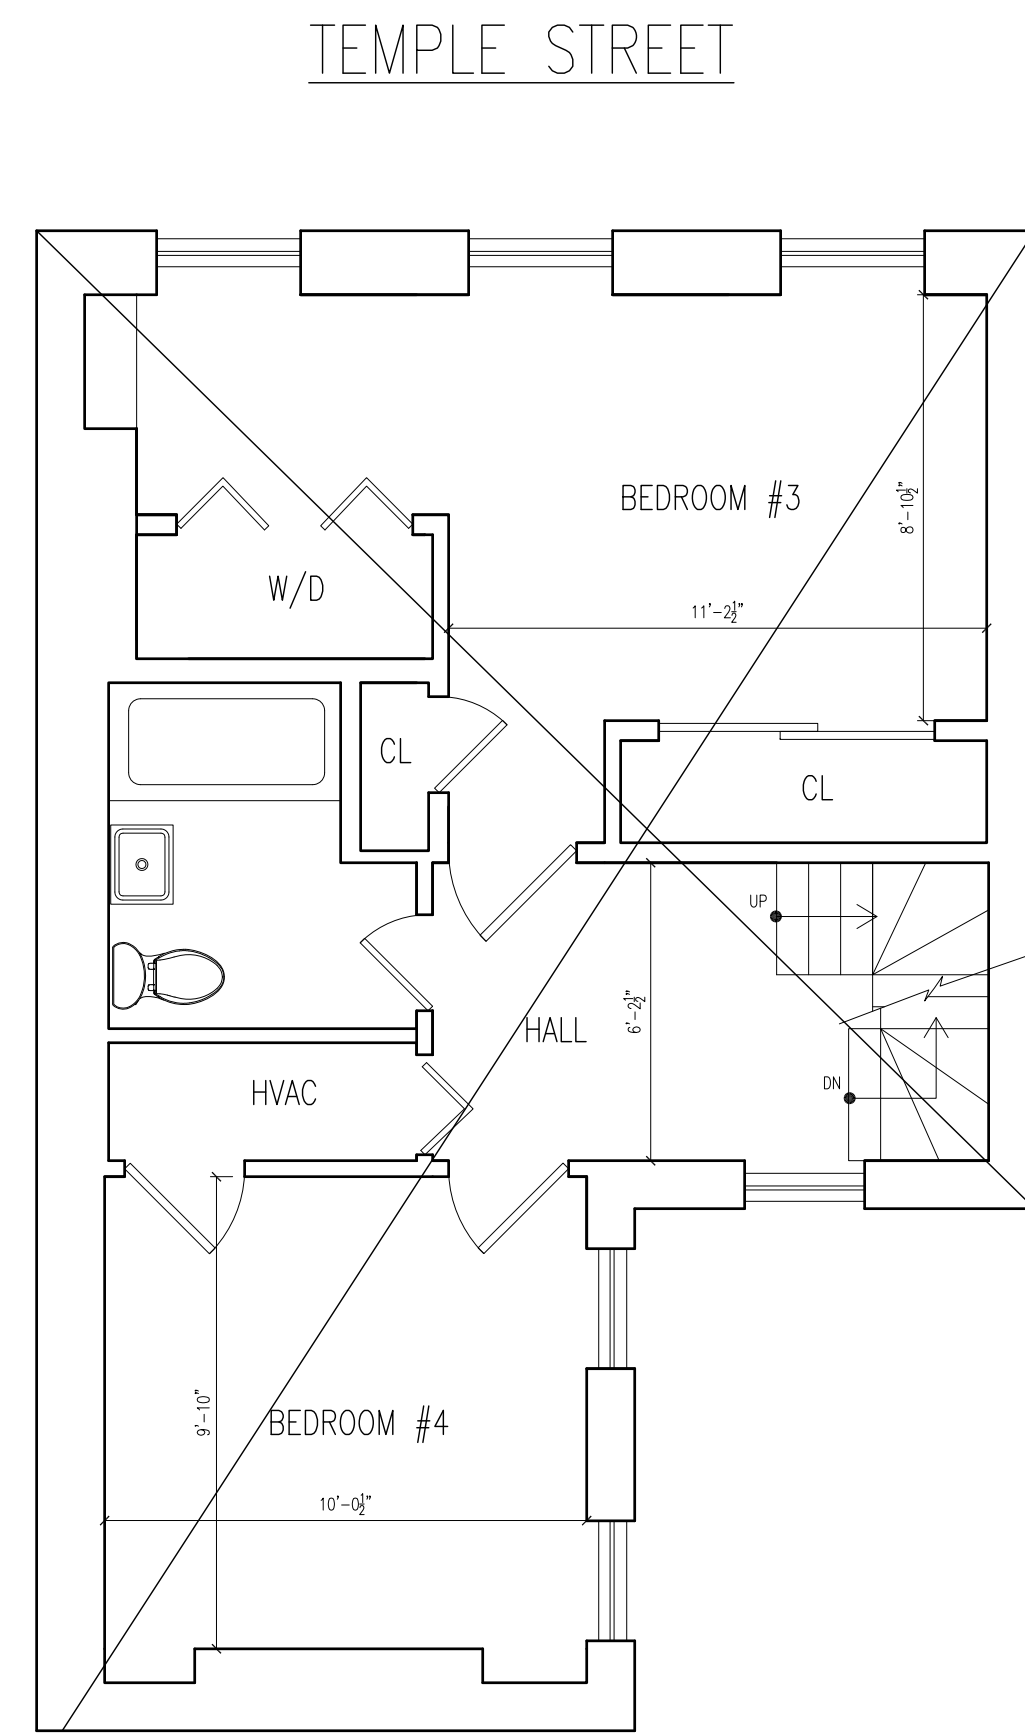 TEMPLE STREET
BEDROOM #3
8'-10½"
W/D
11'-2½"
CL
CL
UP
HALL
6'-2½"
DN
HVAC
9'-10"
BEDROOM #4
10'-0½"